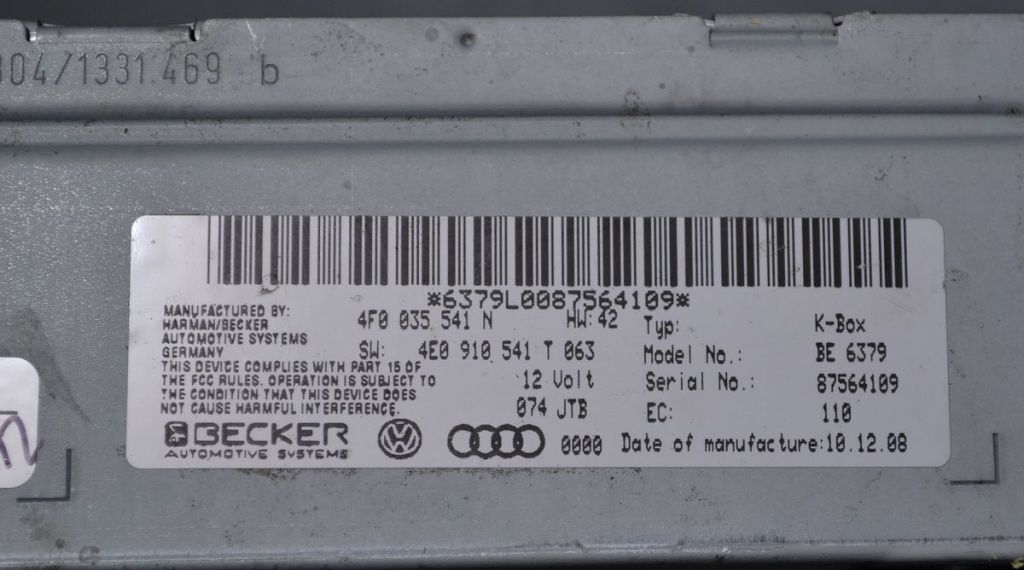 304/1331.469 b
*6379L0087564109*
MANUFACTURED BY:
HARMAN/BECKER
AUTOMOTIVE SYSTEMS
GERMANY
THIS DEVICE COMPLIES WITH PART 15 OF
THE FCC RULES. OPERATION IS SUBJECT TO
THE CONDITION THAT THIS DEVICE DOES
NOT CAUSE HARMFUL INTERFERENCE.
4F0 035 541 N HW:42
SW: 4E0 910 541 T 063
12 Volt
074 JTB
Typ: K-Box
Model No.: BE 6379
Serial No.: 87564109
EC: 110
BECKER
AUTOMOTIVE SYSTEMS
0000 Date of manufacture:10.12.08